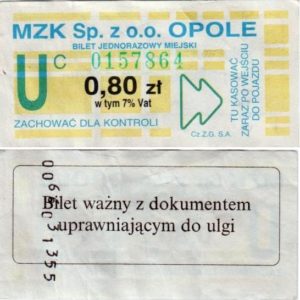 MZK Sp. z o.o. OPOLE
BILET JEDNORAZOWY MIEJSKI
U C 0157864
0,80 zł
w tym 7% Vat
ZACHOWAĆ DLA KONTROLI
Cz Z.G. S.A.
TU KASOWAĆ
ZARAZ PO WEJŚCIU
DO POJAZDU
Bilet ważny z dokumentem
uprawniającym do ulgi